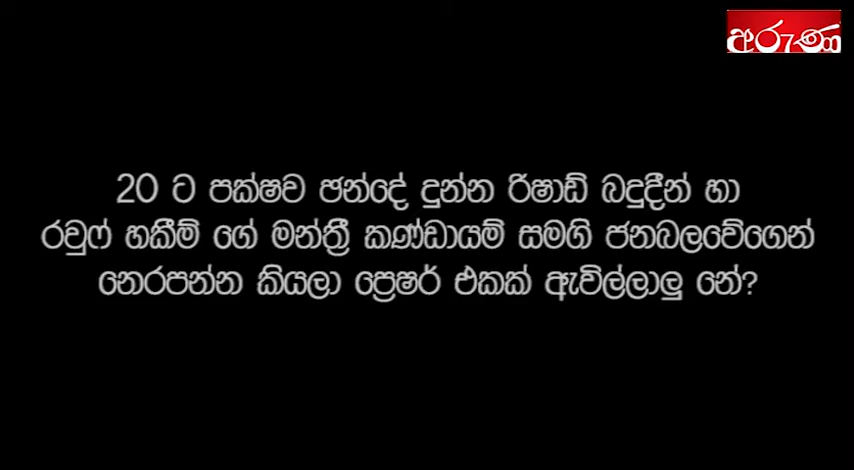 අරුණ
20 ට පක්ෂව ඡන්දේ දුන්න රිෂාඩ් බදුදීන් හා
රවුෆ් හකීම් ගේ මන්ත්‍රී කණ්ඩායම් සමගි ජනබලවේගෙන්
නෙරපන්න කියලා ප්‍රෙෂර් එකක් ඇවිල්ලාලු නේ?